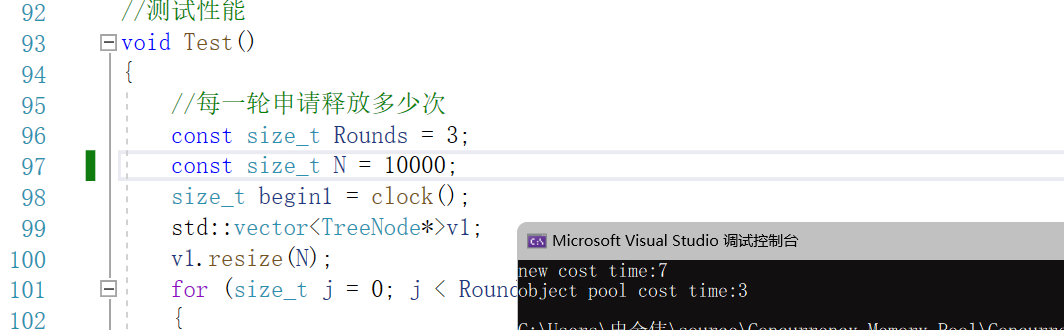 92 //测试性能
93 void Test()
94 {
95 //每一轮申请释放多少次
96 const size_t Rounds = 3;
97 const size_t N = 10000;
98 size_t begin1 = clock();
99 std::vector<TreeNode*>v1;
100 v1.resize(N);
101 for (size_t j = 0; j < Round
102 {
Microsoft Visual Studio 调试控制台
new cost time:7
object pool cost time:3